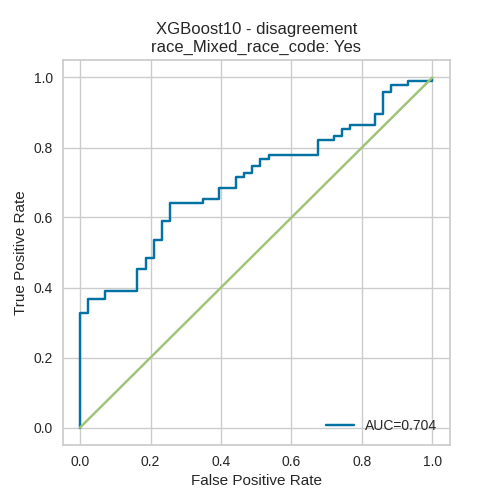 XGBoost10 - disagreement
race_Mixed_race_code: Yes
1.0
0.8
0.6
0.4
0.2
0.0
True Positive Rate
AUC=0.704
0.0 0.2 0.4 0.6 0.8 1.0
False Positive Rate